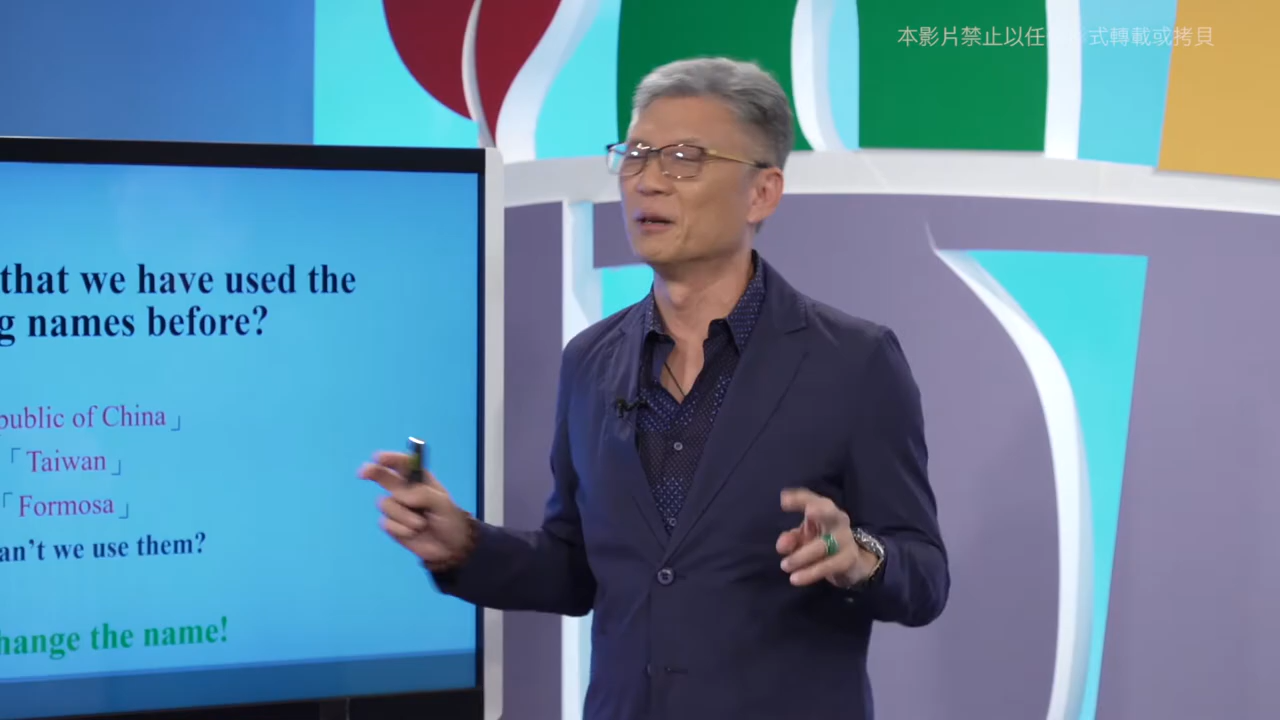 本影片禁止以任 式轉載或拷貝
that we have used the
g names before?
public of China」
「Taiwan」
「Formosa」
an't we use them?
hange the name!